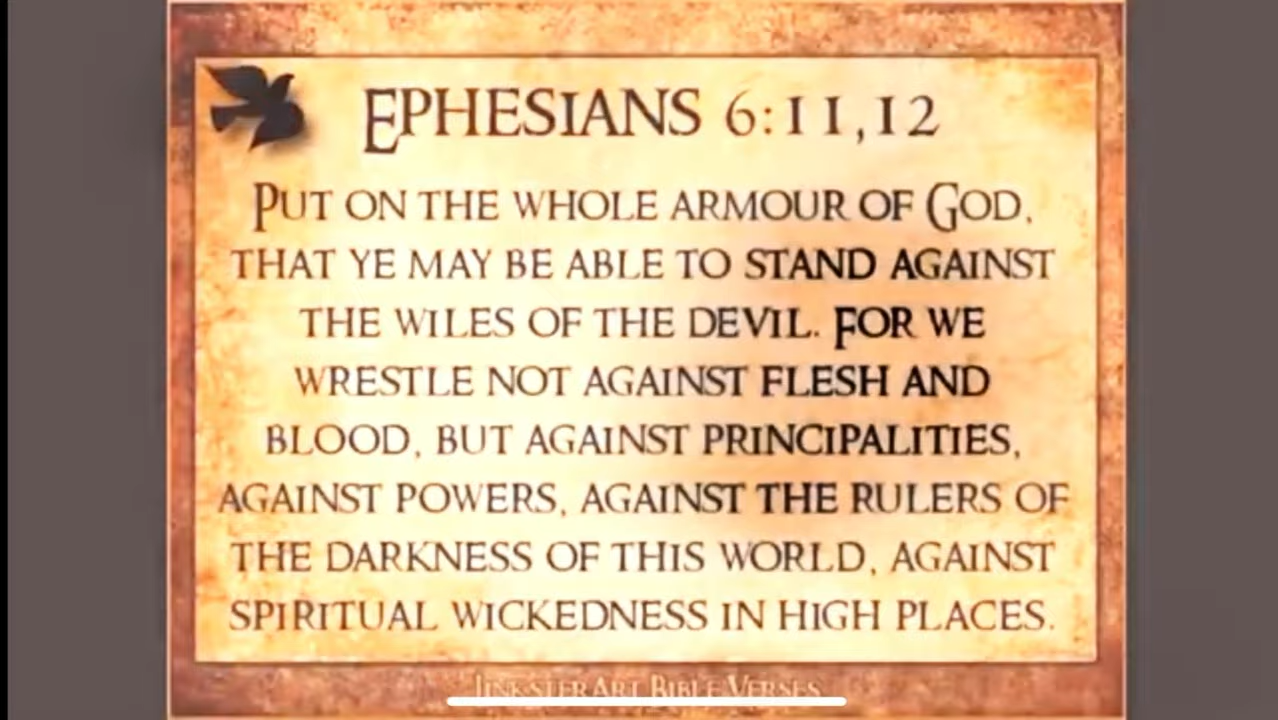 EPHESIANS 6:11,12
PUT ON THE WHOLE ARMOUR OF GOD,
THAT YE MAY BE ABLE TO STAND AGAINST
THE WILES OF THE DEVIL. FOR WE
WRESTLE NOT AGAINST FLESH AND
BLOOD, BUT AGAINST PRINCIPALITIES,
AGAINST POWERS, AGAINST THE RULERS OF
THE DARKNESS OF THIS WORLD, AGAINST
SPIRITUAL WICKEDNESS IN HIGH PLACES.
ART BIBLE VERSES